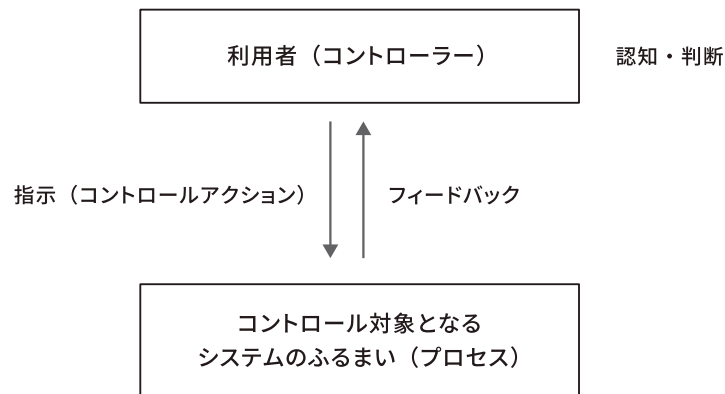 利用者（コントローラー）
認知・判断
指示（コントロールアクション）
フィードバック
コントロール対象となる
システムのふるまい（プロセス）